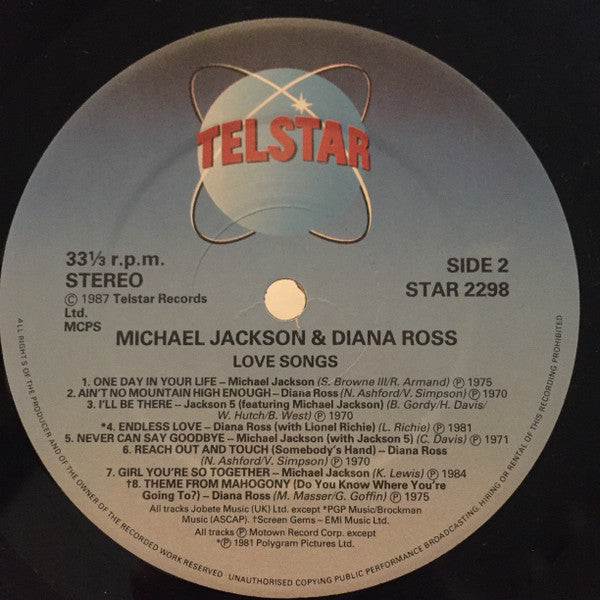 TELSTAR
33⅓ r.p.m.
STEREO
Ⓒ 1987 Telstar Records
Ltd.
MCPS
SIDE 2
STAR 2298
MICHAEL JACKSON & DIANA ROSS
LOVE SONGS
1. ONE DAY IN YOUR LIFE – Michael Jackson (S. Browne III/R. Armand) Ⓟ 1975
2. AIN'T NO MOUNTAIN HIGH ENOUGH – Diana Ross (N. Ashford/V. Simpson) Ⓟ 1970
3. I'LL BE THERE – Jackson 5 (featuring Michael Jackson) (B. Gordy/H. Davis/
W. Hutch/B. West) Ⓟ 1970
*4. ENDLESS LOVE – Diana Ross (with Lionel Richie) (L. Richie) Ⓟ 1981
5. NEVER CAN SAY GOODBYE – Michael Jackson (with Jackson 5) (C. Davis) Ⓟ 1971
6. REACH OUT AND TOUCH (Somebody's Hand) – Diana Ross
(N. Ashford/V. Simpson) Ⓟ 1970
7. GIRL YOU'RE SO TOGETHER – Michael Jackson (K. Lewis) Ⓟ 1984
†8. THEME FROM MAHOGONY (Do You Know Where You're
Going To?) – Diana Ross (M. Masser/G. Goffin) Ⓟ 1975
All tracks Jobete Music (UK) Ltd. except *PGP Music/Brockman
Music (ASCAP). †Screen Gems – EMI Music Ltd.
All tracks Ⓟ Motown Record Corp. except
*Ⓟ 1981 Polygram Pictures Ltd.
ALL RIGHTS OF THE PRODUCER AND OF THE OWNER OF THE RECORDED WORK RESERVED UNAUTHORISED COPYING PUBLIC PERFORMANCE BROADCASTING, HIRING OR RENTAL OF THIS RECORDING PROHIBITED